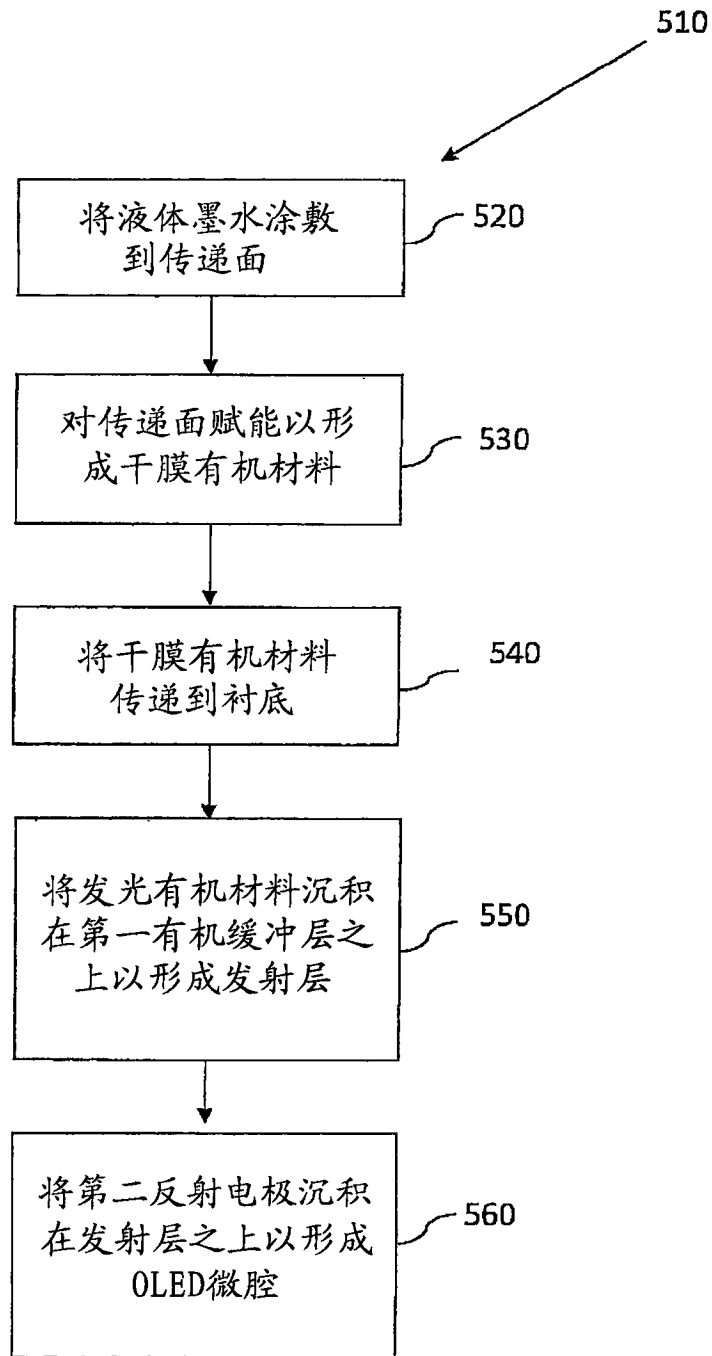 510
将液体墨水涂敷
到传递面
520
对传递面赋能以形
成干膜有机材料
530
将干膜有机材料
传递到衬底
540
将发光有机材料沉积
在第一有机缓冲层之
上以形成发射层
550
将第二反射电极沉积
在发射层之上以形成
OLED微腔
560